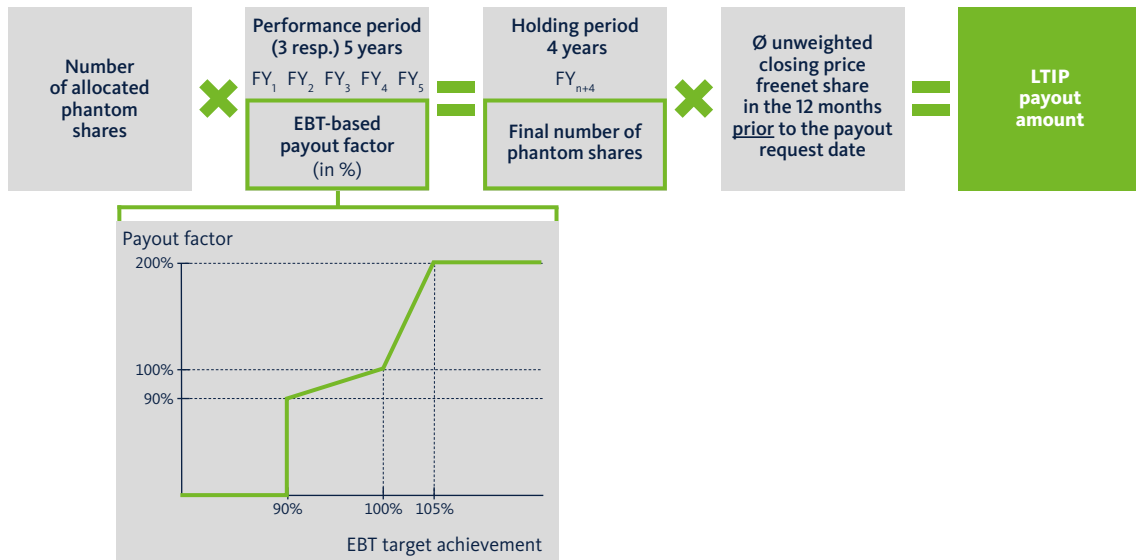 Number
of allocated
phantom
shares
Performance period
(3 resp.) 5 years
FY1 FY2 FY3 FY4 FY5
EBT-based
payout factor
(in %)
Holding period
4 years
FYn+4
Final number of
phantom shares
Ø unweighted
closing price
freenet share
in the 12 months
prior to the payout
request date
LTIP
payout
amount
Payout factor
200%
100%
90%
90% 100% 105%
EBT target achievement